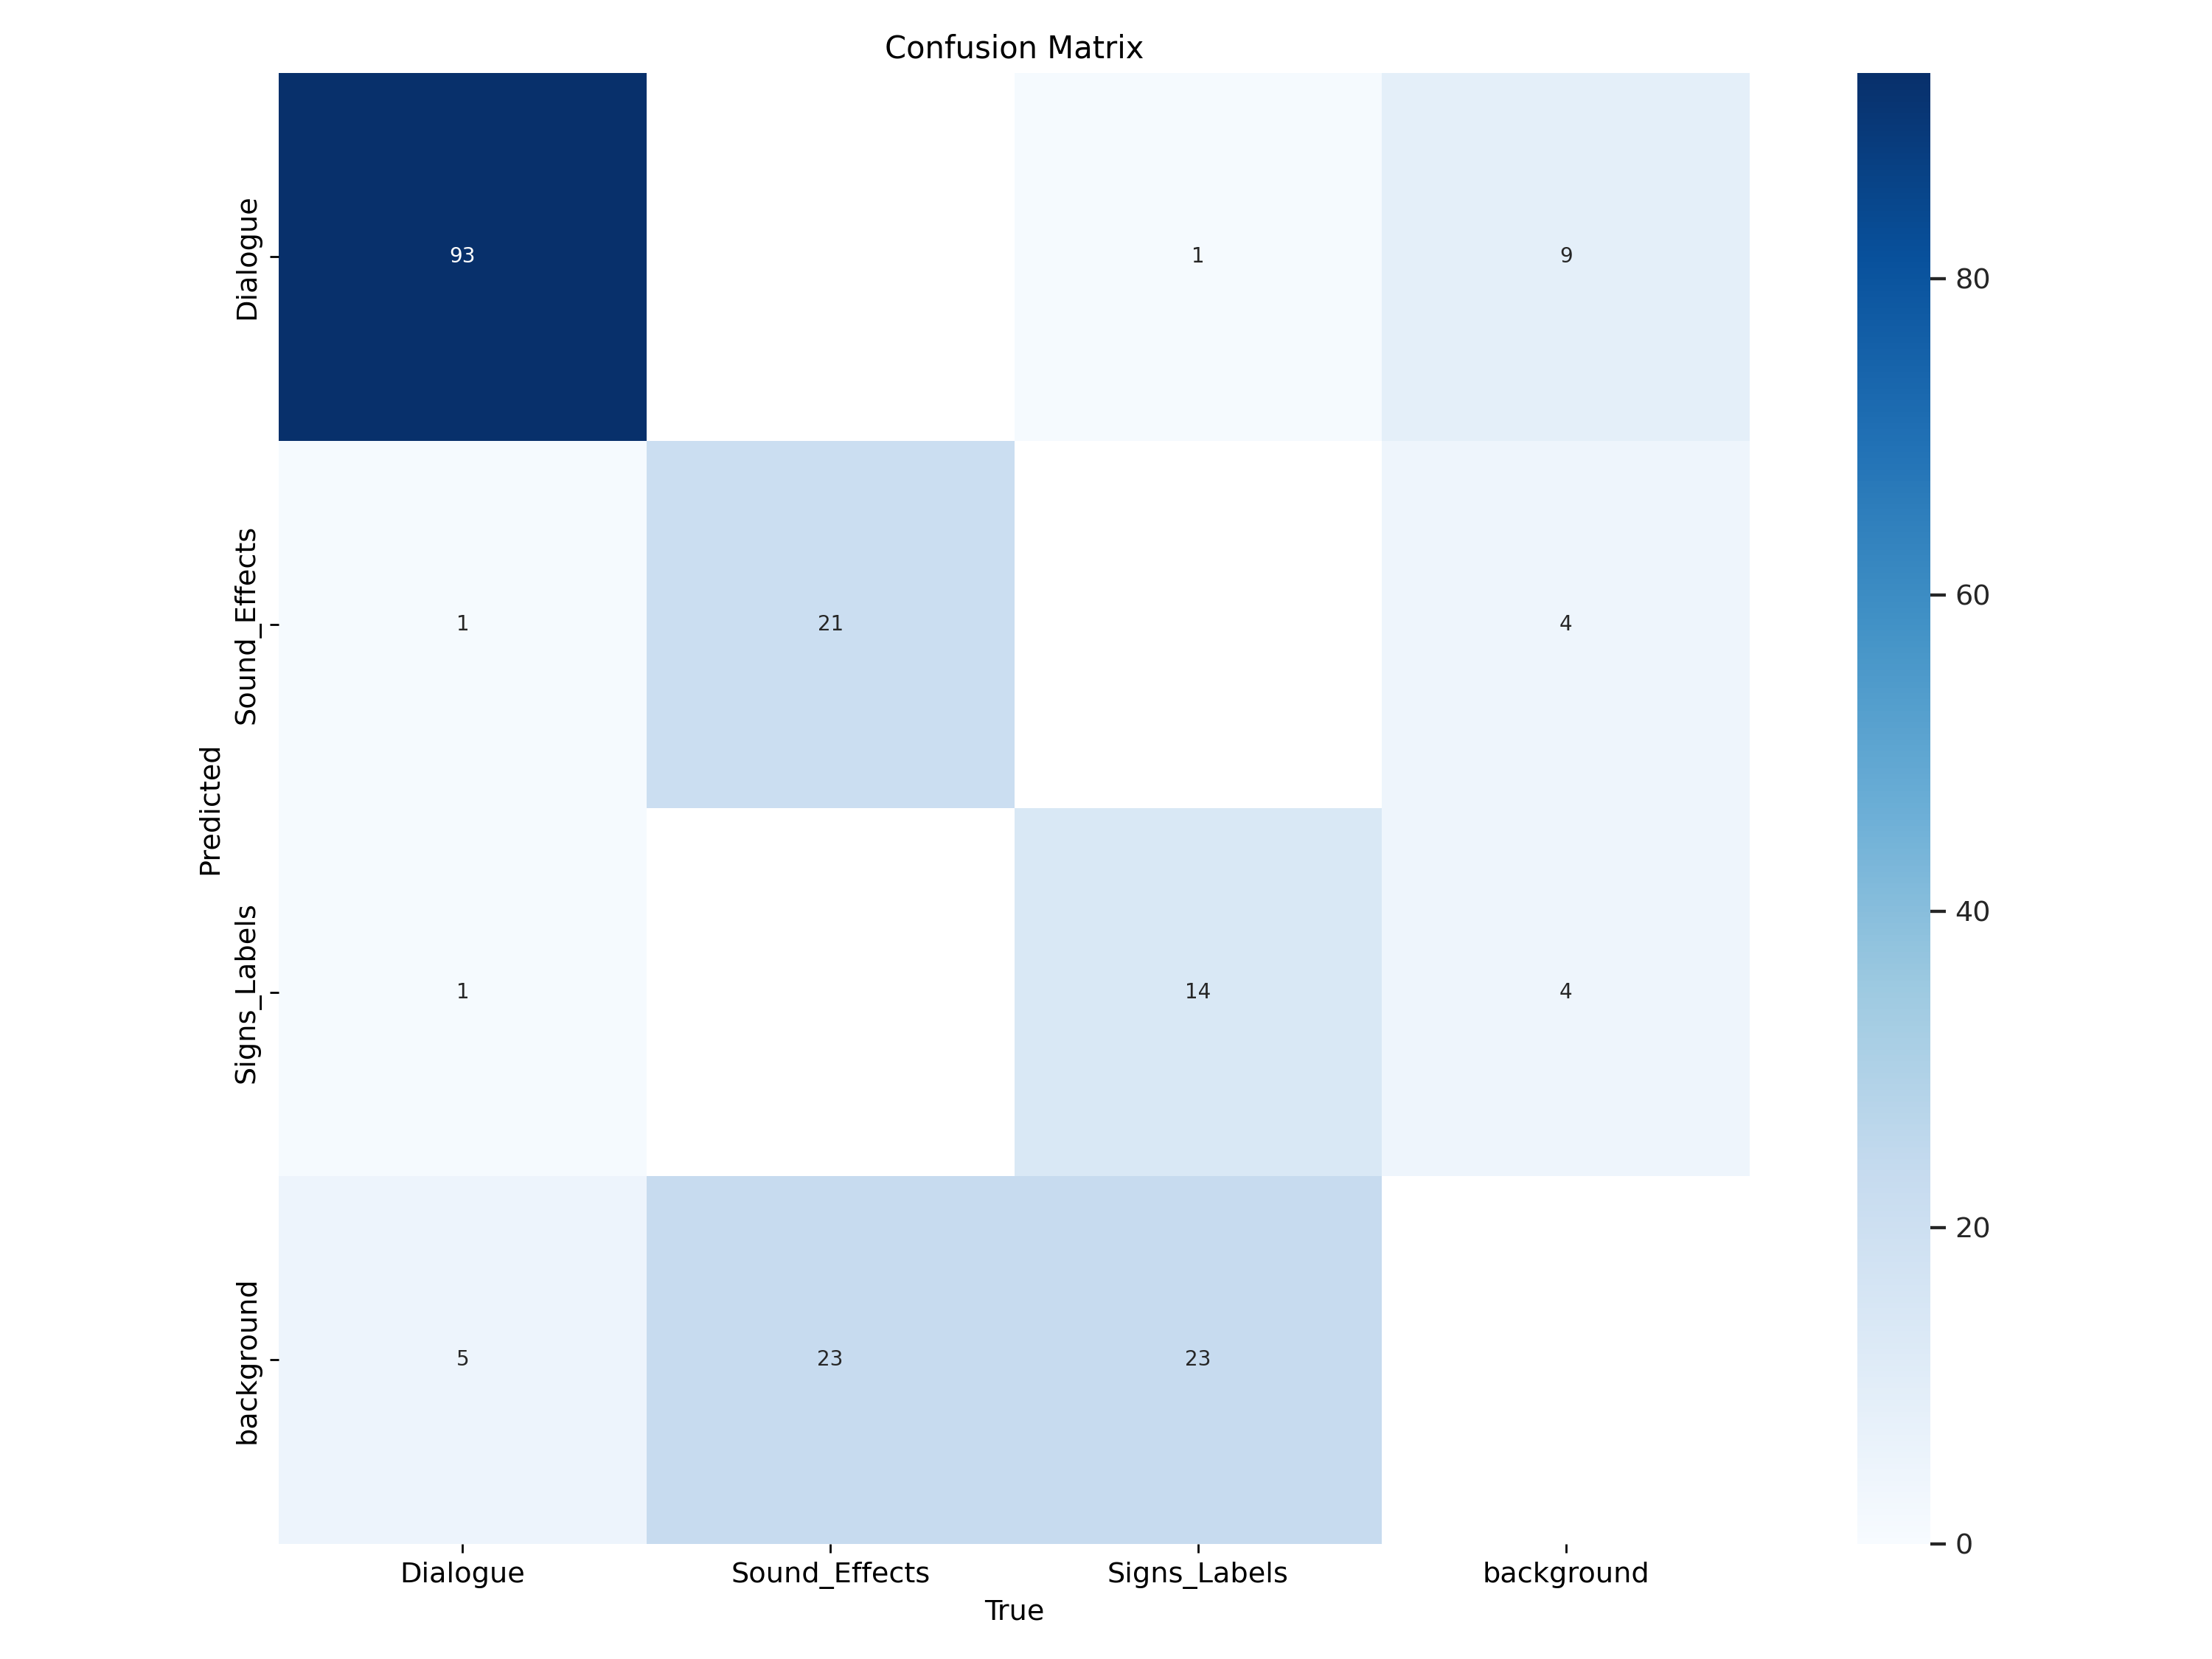 Confusion Matrix
Dialogue
93
1
9
80
Sound_Effects
1
21
4
60
Predicted
Signs_Labels
1
14
4
40
background
5
23
23
20
0
Dialogue
Sound_Effects
Signs_Labels
background
True